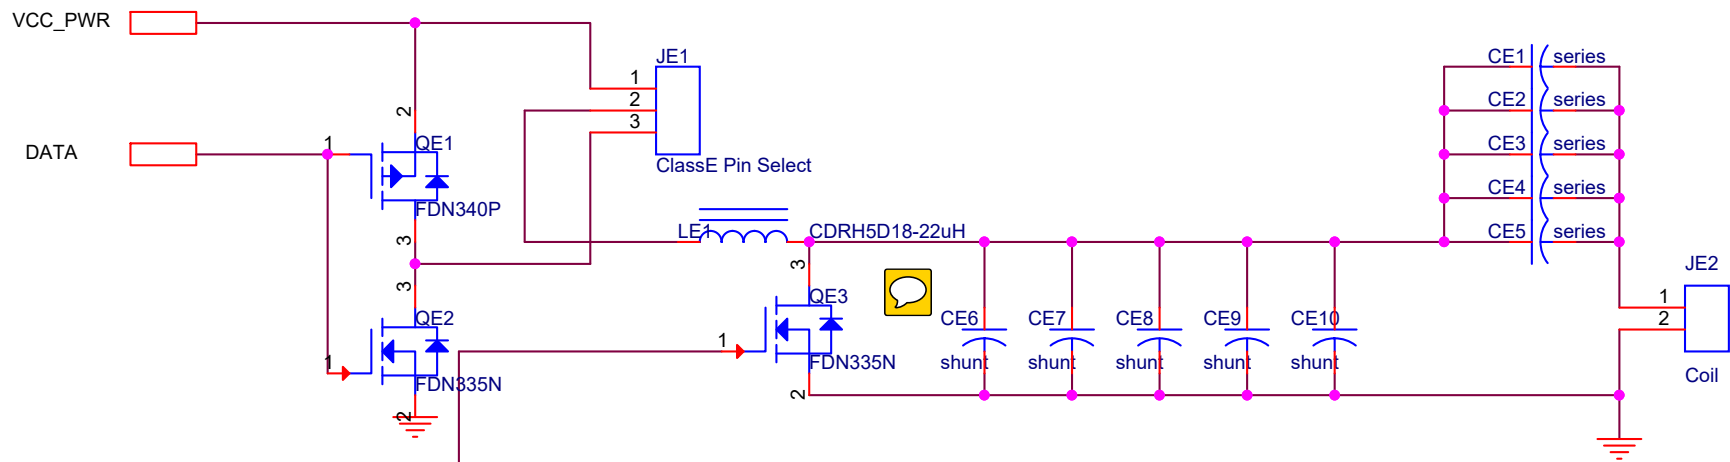 VCC_PWR
JE1
1
2
3
ClassE Pin Select
CE1 series
CE2 series
CE3 series
CE4 series
CE5 series
DATA
1
2
QE1
FDN340P
3
LE1
CDRH5D18-22uH
3
QE2
1
FDN335N
2
3
QE3
1
FDN335N
2
CE6
shunt
CE7
shunt
CE8
shunt
CE9
shunt
CE10
shunt
JE2
1
2
Coil